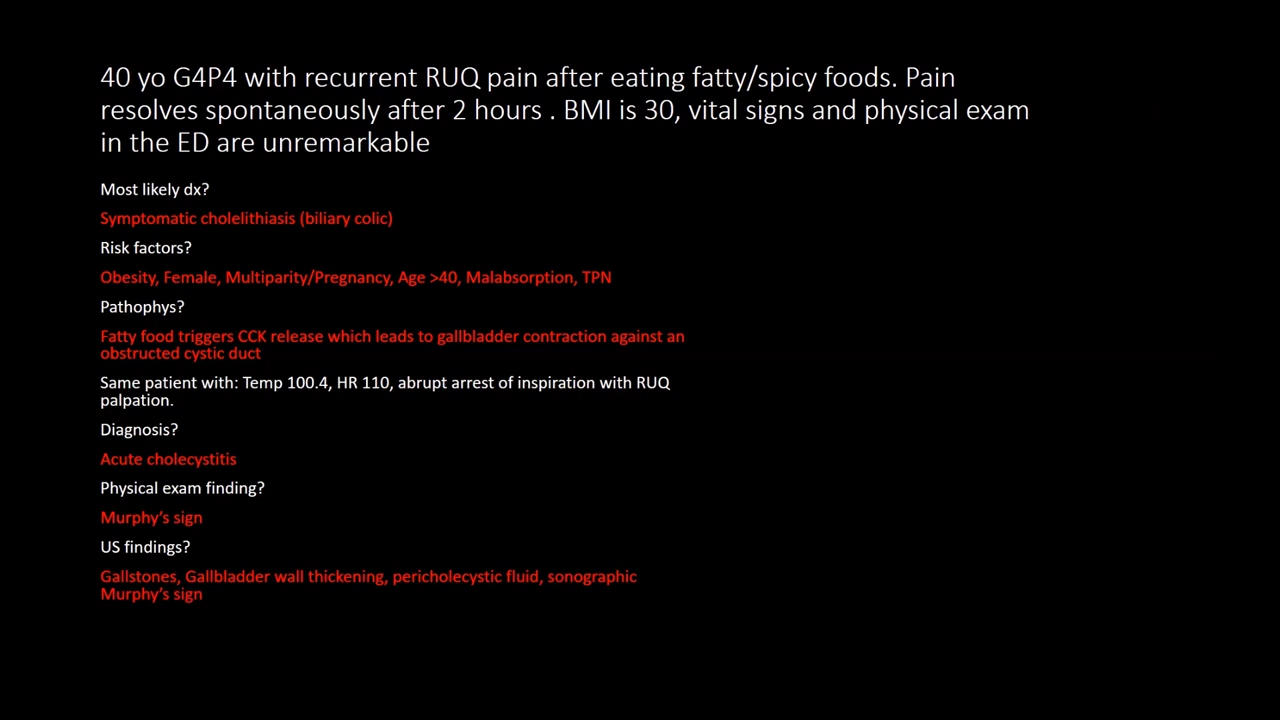 40 yo G4P4 with recurrent RUQ pain after eating fatty/spicy foods. Pain
resolves spontaneously after 2 hours . BMI is 30, vital signs and physical exam
in the ED are unremarkable
Most likely dx?
Symptomatic cholelithiasis (biliary colic)
Risk factors?
Obesity, Female, Multiparity/Pregnancy, Age >40, Malabsorption, TPN
Pathophys?
Fatty food triggers CCK release which leads to gallbladder contraction against an
obstructed cystic duct
Same patient with: Temp 100.4, HR 110, abrupt arrest of inspiration with RUQ
palpation.
Diagnosis?
Acute cholecystitis
Physical exam finding?
Murphy’s sign
US findings?
Gallstones, Gallbladder wall thickening, pericholecystic fluid, sonographic
Murphy’s sign